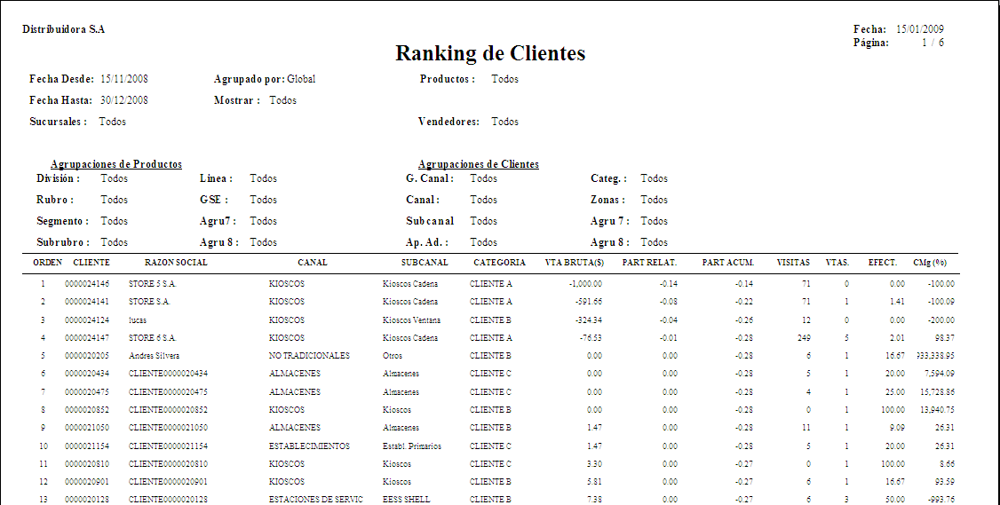 Distribuidora S.A
Fecha: 15/01/2009
Página: 1 / 6
Ranking de Clientes
Fecha Desde: 15/11/2008 Agrupado por: Global Productos : Todos
Fecha Hasta: 30/12/2008 Mostrar : Todos
Sucursales : Todos Vendedores: Todos
Agrupaciones de Productos Agrupaciones de Clientes
División : Todos Linea : Todos G. Canal : Todos Categ. : Todos
Rubro : Todos GSE : Todos Canal : Todos Zonas : Todos
Segmento : Todos Agru7 : Todos Subcanal Todos Agru 7 : Todos
Subrubro : Todos Agru 8 : Todos Ap. Ad. : Todos Agru 8 : Todos
ORDEN CLIENTE RAZON SOCIAL CANAL SUBCANAL CATEGORIA VTA BRUTA($) PART RELAT. PART ACUM. VISITAS VTAS. EFECT. CMg (%)
1 0000024146 STORE 5 S.A. KIOSCOS Kioscos Cadena CLIENTE A -1,000.00 -0.14 -0.14 71 0 0.00 -100.00
2 0000024141 STORE S.A. KIOSCOS Kioscos Cadena CLIENTE A -591.66 -0.08 -0.22 71 1 1.41 -100.09
3 0000024124 lucas KIOSCOS Kioscos Ventana CLIENTE B -324.34 -0.04 -0.26 12 0 0.00 -200.00
4 0000024147 STORE 6 S.A. KIOSCOS Kioscos Cadena CLIENTE A -76.53 -0.01 -0.28 249 5 2.01 98.37
5 0000020205 Andres Silvera NO TRADICIONALES Otros CLIENTE B 0.00 0.00 -0.28 6 1 16.67 933,338.95
6 0000020434 CLIENTE0000020434 ALMACENES Almacenes CLIENTE C 0.00 0.00 -0.28 5 1 20.00 7,594.09
7 0000020475 CLIENTE0000020475 ALMACENES Almacenes CLIENTE C 0.00 0.00 -0.28 4 1 25.00 15,728.86
8 0000020852 CLIENTE0000020852 KIOSCOS Kioscos CLIENTE B 0.00 0.00 -0.28 0 1 100.00 13,940.75
9 0000021050 CLIENTE0000021050 ALMACENES Almacenes CLIENTE B 1.47 0.00 -0.28 11 1 9.09 26.31
10 0000021154 CLIENTE0000021154 ESTABLECIMIENTOS Establ. Primarios CLIENTE C 1.47 0.00 -0.28 5 1 20.00 26.31
11 0000020810 CLIENTE0000020810 KIOSCOS Kioscos CLIENTE C 3.30 0.00 -0.27 0 1 100.00 8.66
12 0000020901 CLIENTE0000020901 KIOSCOS Kioscos CLIENTE B 5.81 0.00 -0.27 6 1 16.67 93.59
13 0000020128 CLIENTE0000020128 ESTACIONES DE SERVIC EESS SHELL CLIENTE B 7.38 0.00 -0.27 6 3 50.00 -993.76